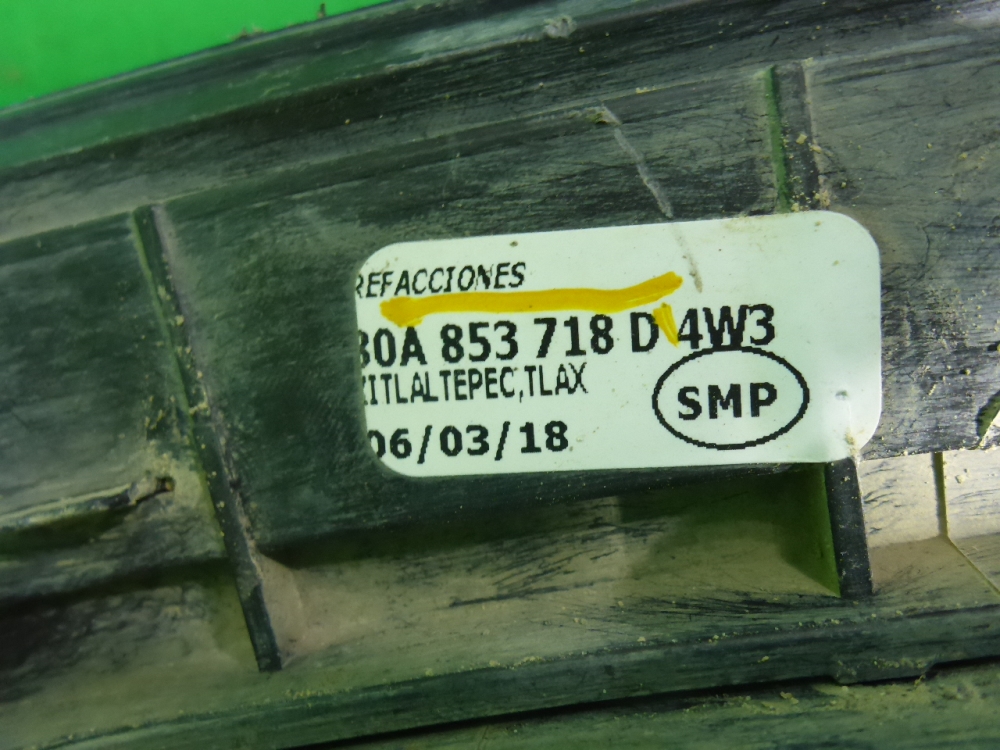 REFACCIONES
80A 853 718 D 4W3
XITLALTEPEC,TLAX
SMP
06/03/18